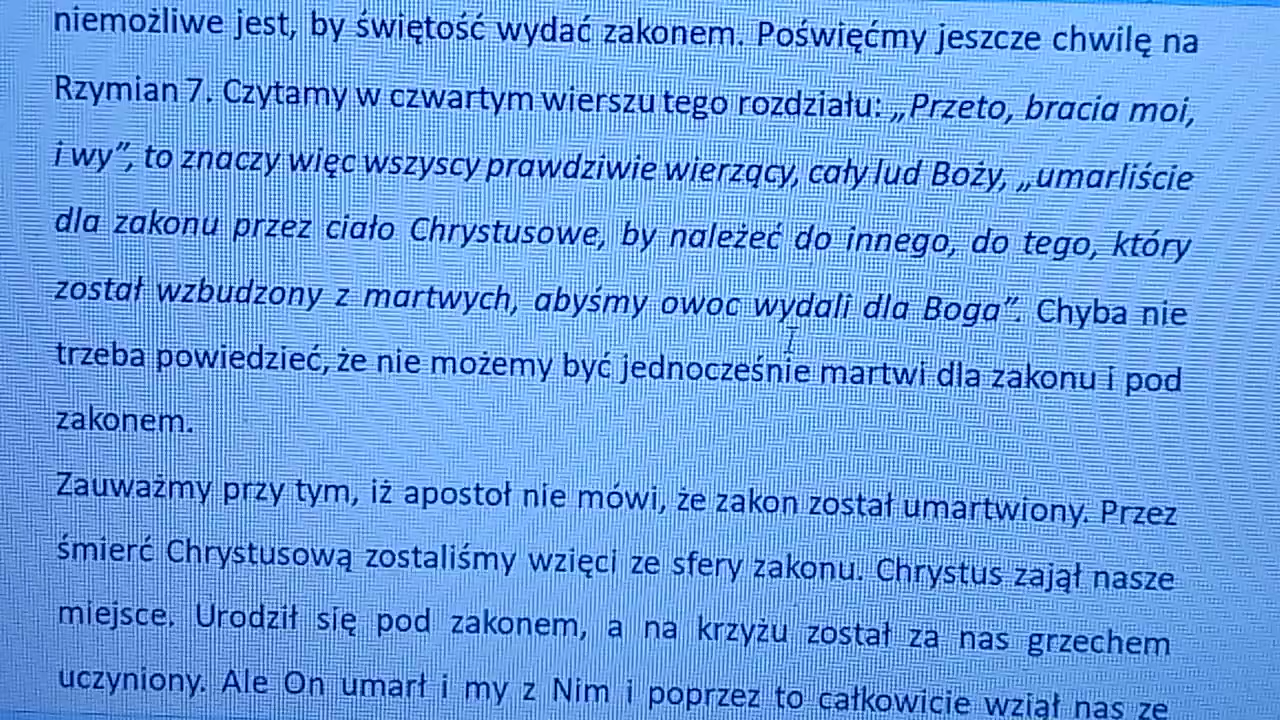 niemożliwe jest, by świętość wydać zakonem. Poświęćmy jeszcze chwilę na
Rzymian 7. Czytamy w czwartym wierszu tego rozdziału: „Przeto, bracia moi,
i wy”, to znaczy więc wszyscy prawdziwie wierzący, cały lud Boży, „umarliście
dla zakonu przez ciało Chrystusowe, by należeć do innego, do tego, który
został wzbudzony z martwych, abyśmy owoc wydali dla Boga”. Chyba nie
trzeba powiedzieć, że nie możemy być jednocześnie martwi dla zakonu i pod
zakonem.
Zauważmy przy tym, iż apostoł nie mówi, że zakon został umartwiony. Przez
śmierć Chrystusową zostaliśmy wzięci ze sfery zakonu. Chrystus zajął nasze
miejsce. Urodził się pod zakonem, a na krzyżu został za nas grzechem
uczyniony. Ale On umarł i my z Nim i poprzez to całkowicie wziął nas ze